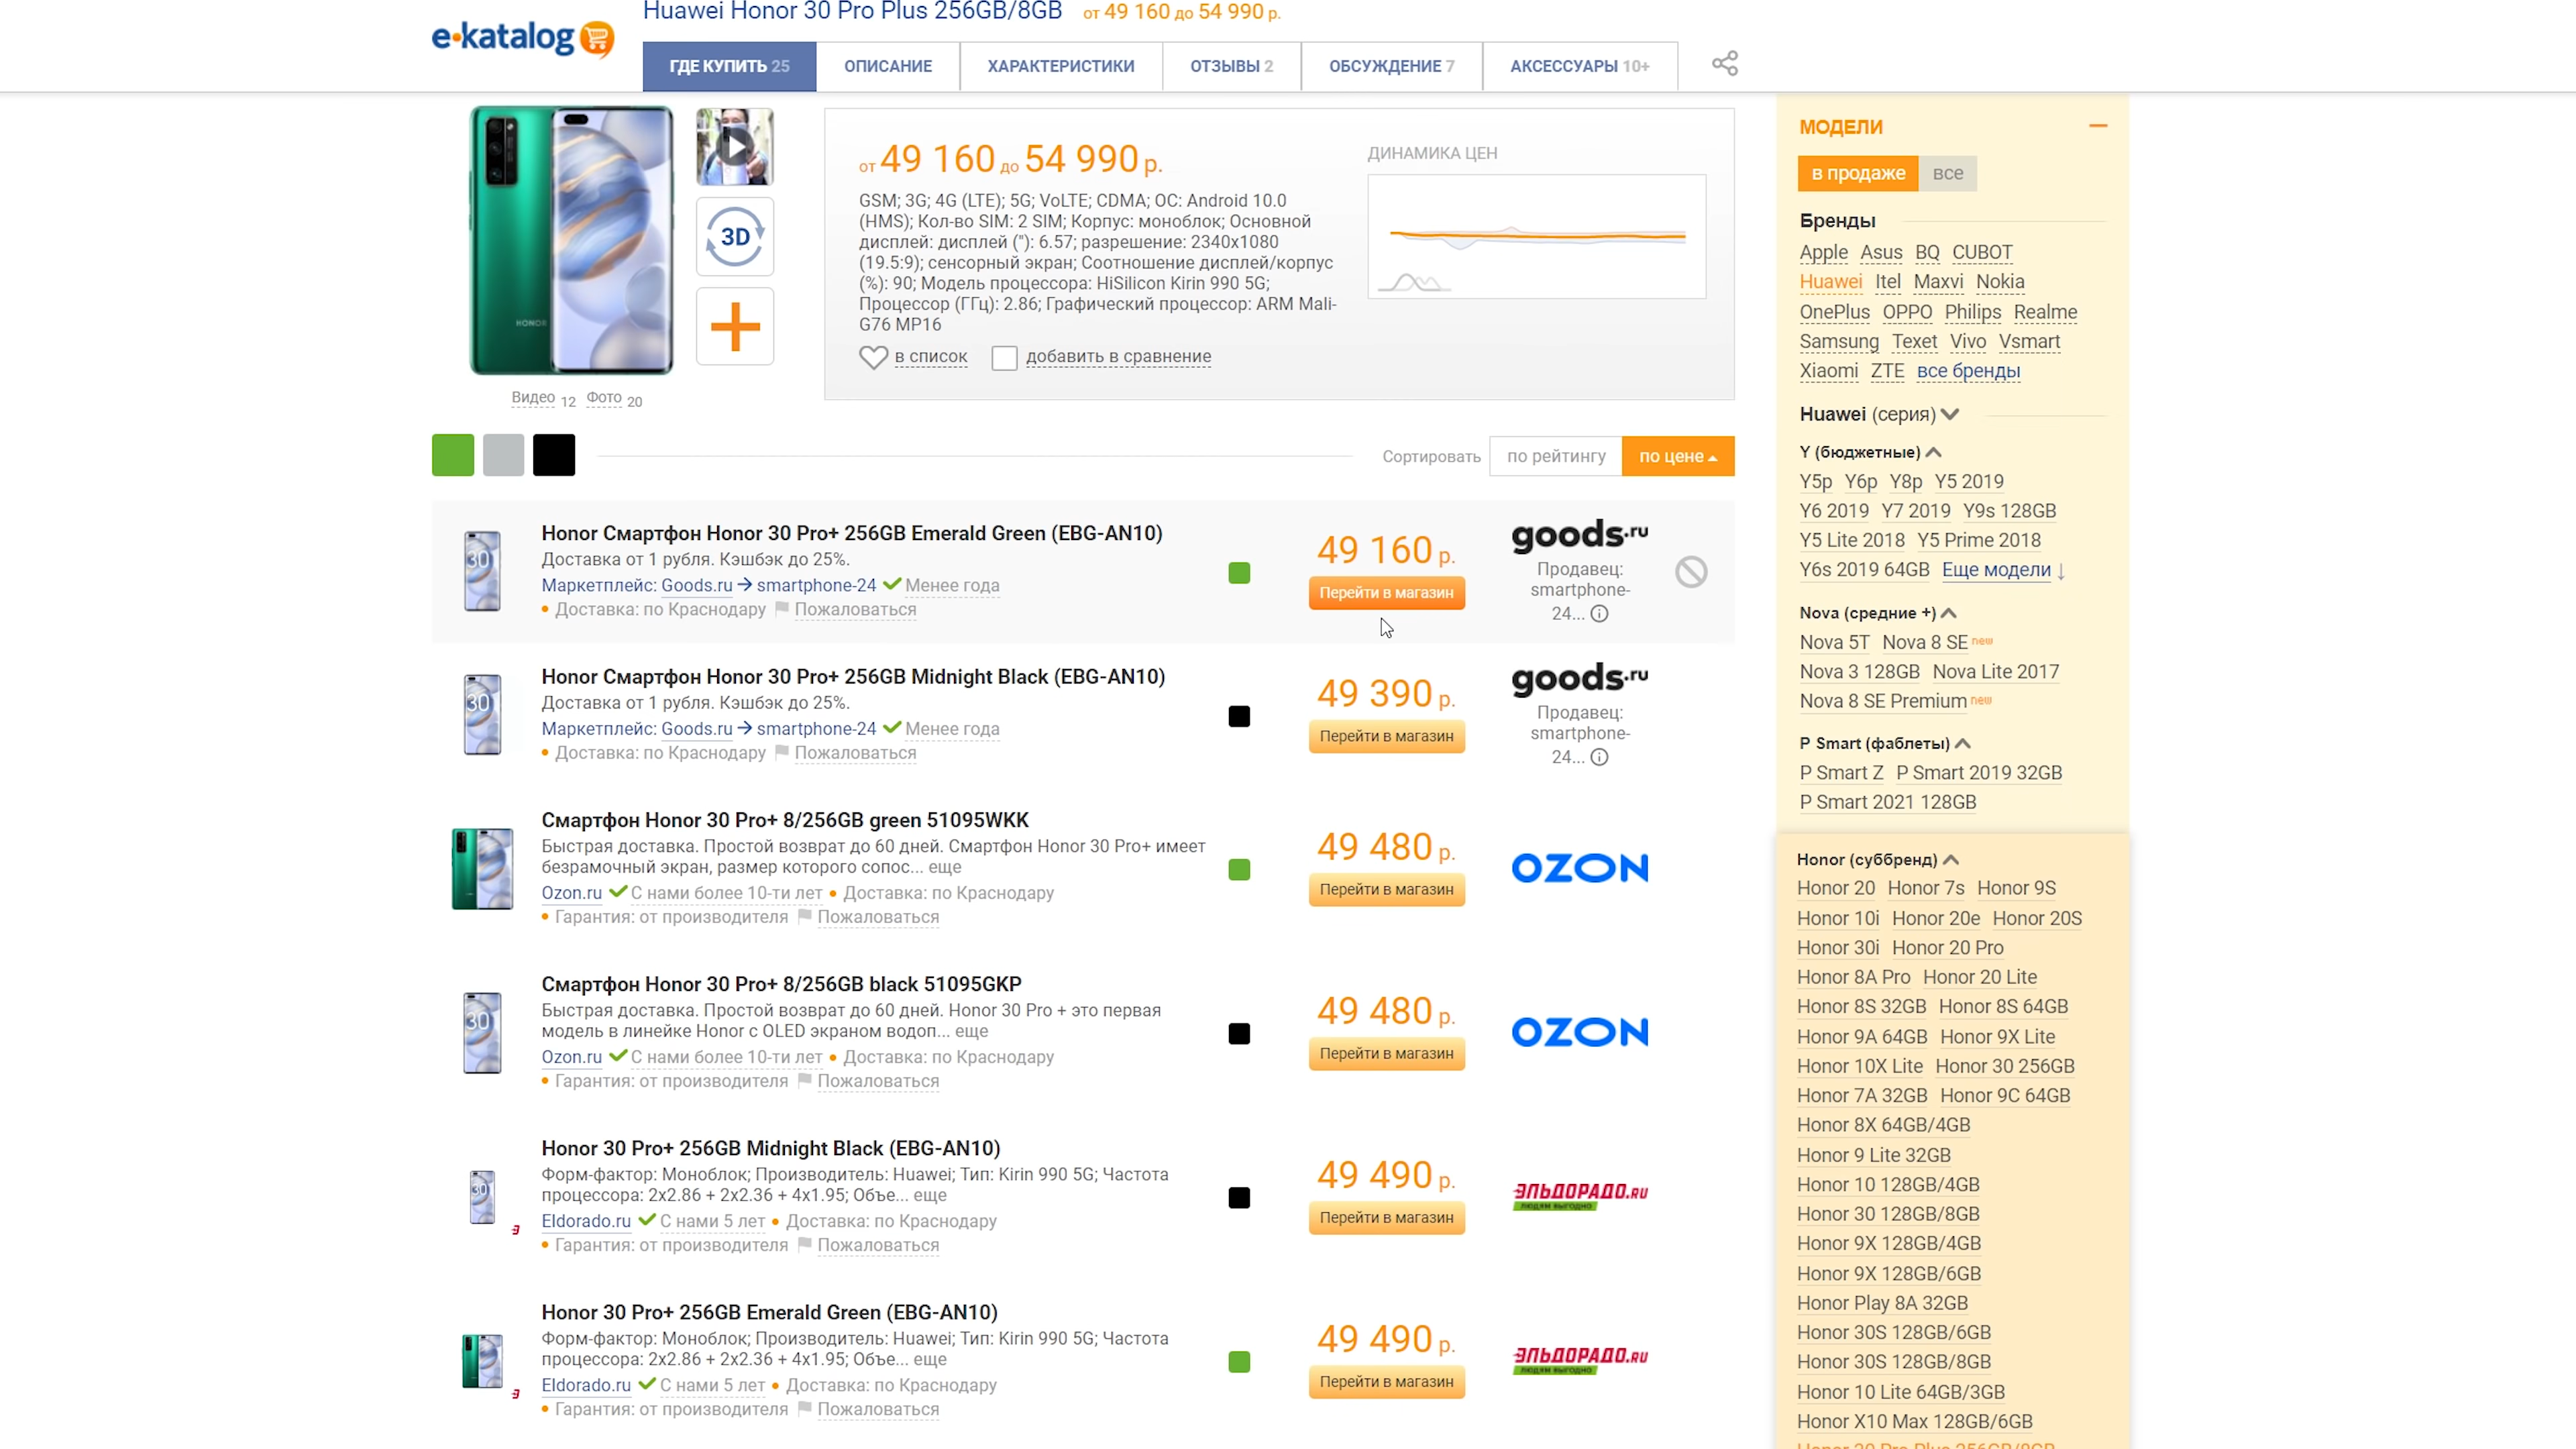 e-katalog
Huawei Honor 30 Pro Plus 256GB/8GB от 49 160 до 54 990 р.
ГДЕ КУПИТЬ 25
ОПИСАНИЕ
ХАРАКТЕРИСТИКИ
ОТЗЫВЫ 2
ОБСУЖДЕНИЕ 7
АКСЕССУАРЫ 10+
HONOR
3D
Видео 12 Фото 20
от 49 160 до 54 990 р.
GSM; 3G; 4G (LTE); 5G; VoLTE; CDMA; ОС: Android 10.0
(HMS); Кол-во SIM: 2 SIM; Корпус: моноблок; Основной
дисплей: дисплей ("): 6.57; разрешение: 2340x1080
(19.5:9); сенсорный экран; Соотношение дисплей/корпус
(%): 90; Модель процессора: HiSilicon Kirin 990 5G;
Процессор (ГГц): 2.86; Графический процессор: ARM Mali-
G76 MP16
в список
добавить в сравнение
ДИНАМИКА ЦЕН
Сортировать по рейтингу по цене
Honor Смартфон Honor 30 Pro+ 256GB Emerald Green (EBG-AN10)
Доставка от 1 рубля. Кэшбэк до 25%.
Маркетплейс: Goods.ru → smartphone-24 Менее года
• Доставка: по Краснодару Пожаловаться
49 160 р.
Перейти в магазин
goods.ru
Продавец:
smartphone-
24...
Honor Смартфон Honor 30 Pro+ 256GB Midnight Black (EBG-AN10)
Доставка от 1 рубля. Кэшбэк до 25%.
Маркетплейс: Goods.ru → smartphone-24 Менее года
• Доставка: по Краснодару Пожаловаться
49 390 р.
Перейти в магазин
goods.ru
Продавец:
smartphone-
24...
Смартфон Honor 30 Pro+ 8/256GB green 51095WKK
Быстрая доставка. Простой возврат до 60 дней. Смартфон Honor 30 Pro+ имеет
безрамочный экран, размер которого сопос... еще
Ozon.ru С нами более 10-ти лет • Доставка: по Краснодару
• Гарантия: от производителя Пожаловаться
49 480 р.
Перейти в магазин
OZON
Смартфон Honor 30 Pro+ 8/256GB black 51095GKP
Быстрая доставка. Простой возврат до 60 дней. Honor 30 Pro + это первая
модель в линейке Honor с OLED экраном водоп... еще
Ozon.ru С нами более 10-ти лет • Доставка: по Краснодару
• Гарантия: от производителя Пожаловаться
49 480 р.
Перейти в магазин
OZON
Honor 30 Pro+ 256GB Midnight Black (EBG-AN10)
Форм-фактор: Моноблок; Производитель: Huawei; Тип: Kirin 990 5G; Частота
процессора: 2x2.86 + 2x2.36 + 4x1.95; Объе... еще
Eldorado.ru С нами 5 лет • Доставка: по Краснодару
• Гарантия: от производителя Пожаловаться
49 490 р.
Перейти в магазин
ЭЛЬДОРАДО.RU
ЛЮДЯМ ВЫГОДНО
Honor 30 Pro+ 256GB Emerald Green (EBG-AN10)
Форм-фактор: Моноблок; Производитель: Huawei; Тип: Kirin 990 5G; Частота
процессора: 2x2.86 + 2x2.36 + 4x1.95; Объе... еще
Eldorado.ru С нами 5 лет • Доставка: по Краснодару
• Гарантия: от производителя Пожаловаться
49 490 р.
Перейти в магазин
ЭЛЬДОРАДО.RU
ЛЮДЯМ ВЫГОДНО
МОДЕЛИ
в продаже все
Бренды
Apple Asus BQ CUBOT
Huawei Itel Maxvi Nokia
OnePlus OPPO Philips Realme
Samsung Texet Vivo Vsmart
Xiaomi ZTE все бренды
Huawei (серия)
Y (бюджетные)
Y5p Y6p Y8p Y5 2019
Y6 2019 Y7 2019 Y9s 128GB
Y5 Lite 2018 Y5 Prime 2018
Y6s 2019 64GB Еще модели ↓
Nova (средние +)
Nova 5T Nova 8 SE new
Nova 3 128GB Nova Lite 2017
Nova 8 SE Premium new
P Smart (фаблеты)
P Smart Z P Smart 2019 32GB
P Smart 2021 128GB
Honor (суббренд)
Honor 20 Honor 7s Honor 9S
Honor 10i Honor 20e Honor 20S
Honor 30i Honor 20 Pro
Honor 8A Pro Honor 20 Lite
Honor 8S 32GB Honor 8S 64GB
Honor 9A 64GB Honor 9X Lite
Honor 10X Lite Honor 30 256GB
Honor 7A 32GB Honor 9C 64GB
Honor 8X 64GB/4GB
Honor 9 Lite 32GB
Honor 10 128GB/4GB
Honor 30 128GB/8GB
Honor 9X 128GB/4GB
Honor 9X 128GB/6GB
Honor Play 8A 32GB
Honor 30S 128GB/6GB
Honor 30S 128GB/8GB
Honor 10 Lite 64GB/3GB
Honor X10 Max 128GB/6GB
Honor 30 Pro Plus 256GB/8GB